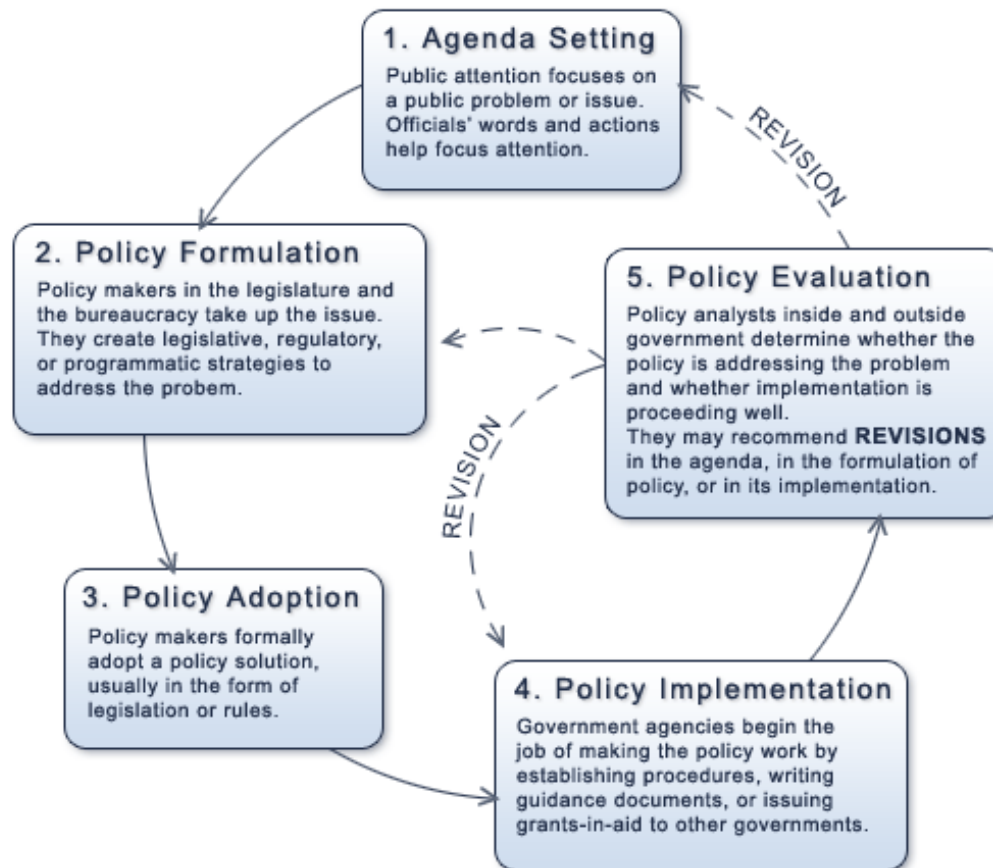 1. Agenda Setting
Public attention focuses on
a public problem or issue.
Officials' words and actions
help focus attention.
REVISION
2. Policy Formulation
Policy makers in the legislature and
the bureaucracy take up the issue.
They create legislative, regulatory,
or programmatic strategies to
address the probem.
5. Policy Evaluation
Policy analysts inside and outside
government determine whether the
policy is addressing the problem
and whether implementation is
proceeding well.
They may recommend REVISIONS
in the agenda, in the formulation of
policy, or in its implementation.
REVISION
3. Policy Adoption
Policy makers formally
adopt a policy solution,
usually in the form of
legislation or rules.
4. Policy Implementation
Government agencies begin the
job of making the policy work by
establishing procedures, writing
guidance documents, or issuing
grants-in-aid to other governments.